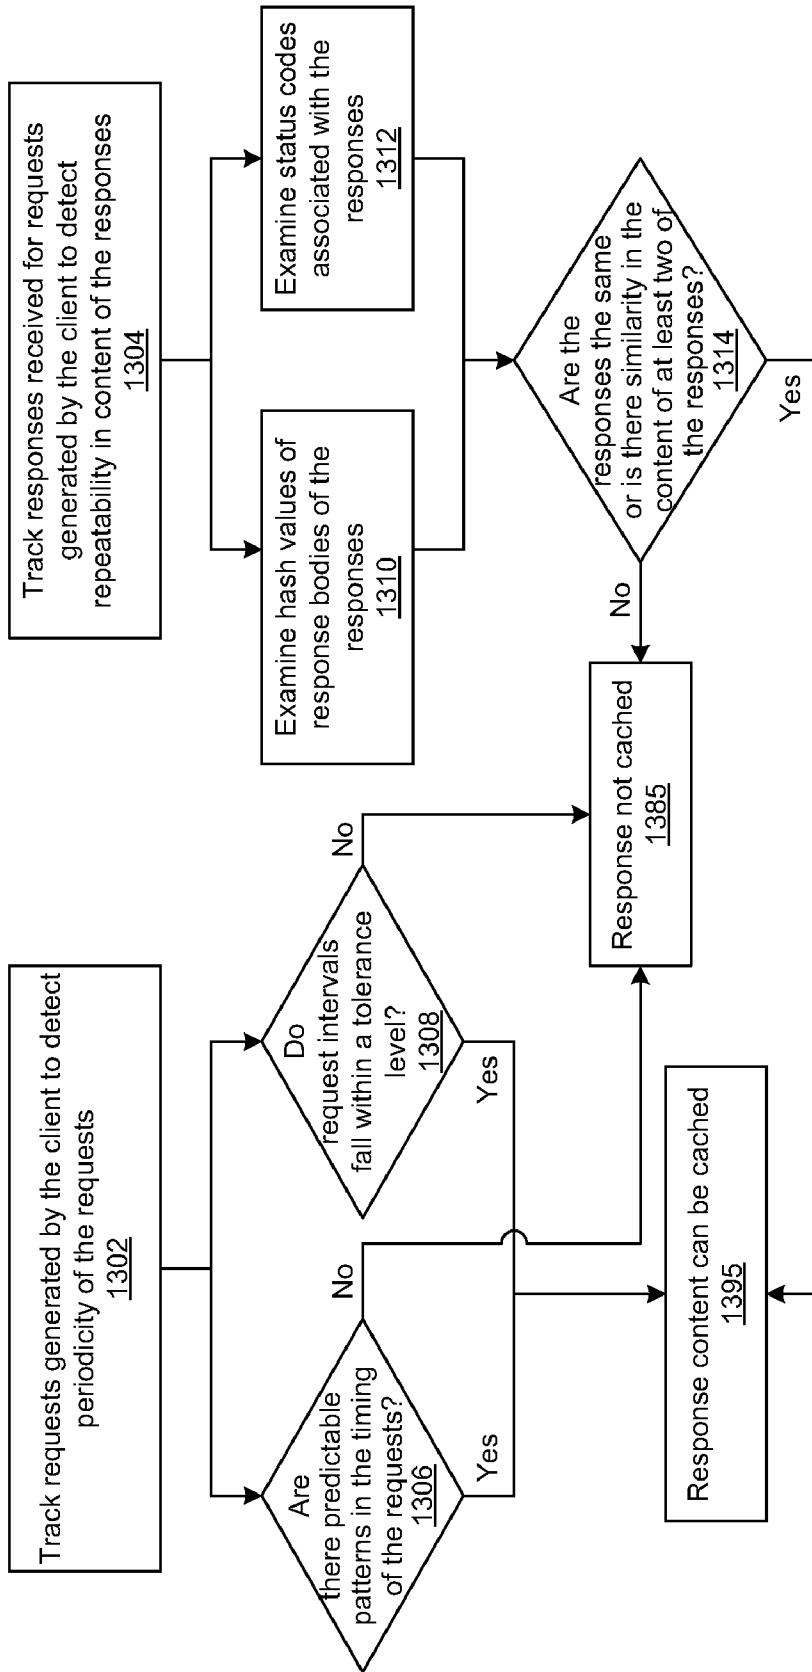 Track requests generated by the client to detect
periodicity of the requests
1302
Are
there predictable
patterns in the timing
of the requests?
1306
No
Yes
Do
request intervals
fall within a tolerance
level?
1308
No
Yes
Response content can be cached
1395
Response not cached
1385
Track responses received for requests
generated by the client to detect
repeatability in content of the responses
1304
Examine hash values of
response bodies of the
responses
1310
Examine status codes
associated with the
responses
1312
Are the
responses the same
or is there similarity in the
content of at least two of
the responses?
1314
No
Yes